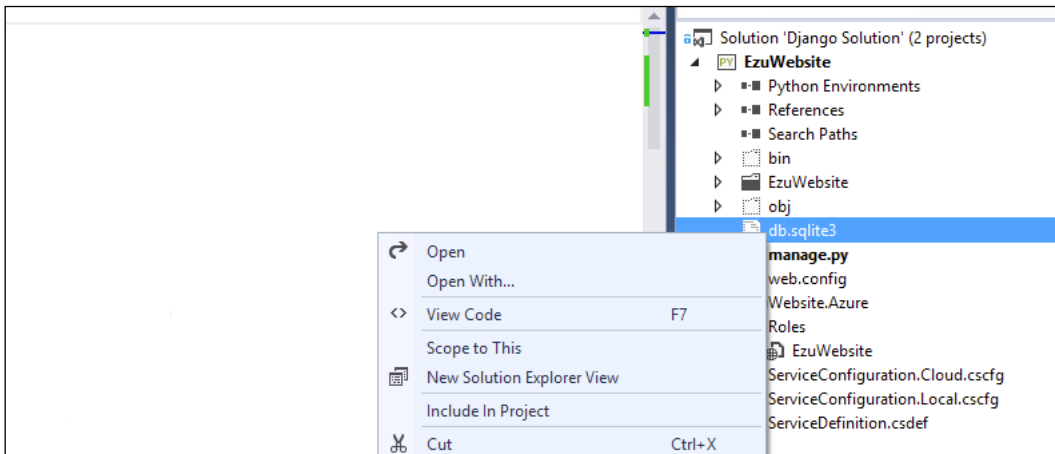 Solution 'Django Solution' (2 projects)
PY EzuWebsite
Python Environments
References
Search Paths
bin
EzuWebsite
obj
db.sqlite3
manage.py
web.config
Website.Azure
Roles
EzuWebsite
ServiceConfiguration.Cloud.cscfg
ServiceConfiguration.Local.cscfg
ServiceDefinition.csdef
Open
Open With...
View Code F7
Scope to This
New Solution Explorer View
Include In Project
Cut Ctrl+X